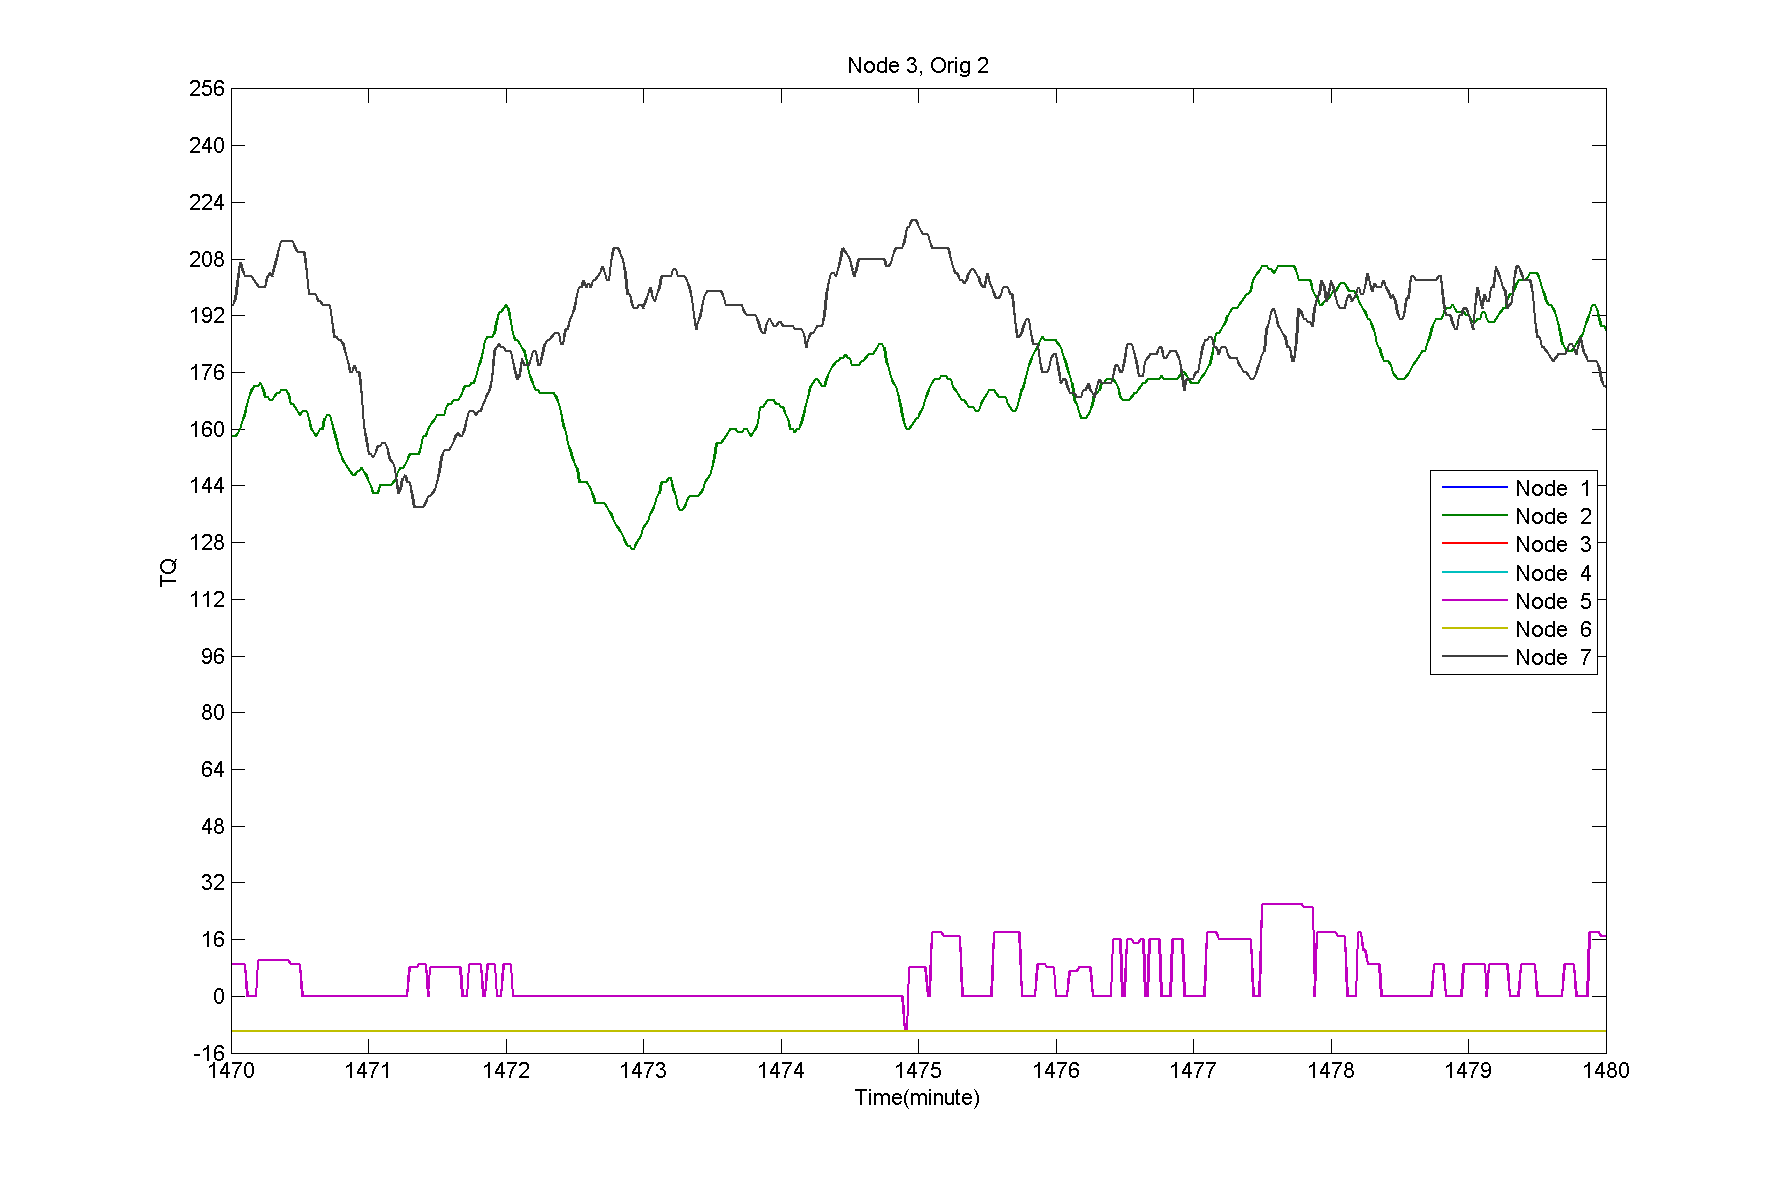 Node 3, Orig 2
256
240
224
208
192
176
160
144
128
112
96
80
64
48
32
16
0
-16
TQ
Node 1
Node 2
Node 3
Node 4
Node 5
Node 6
Node 7
1470 1471 1472 1473 1474 1475 1476 1477 1478 1479 1480
Time(minute)